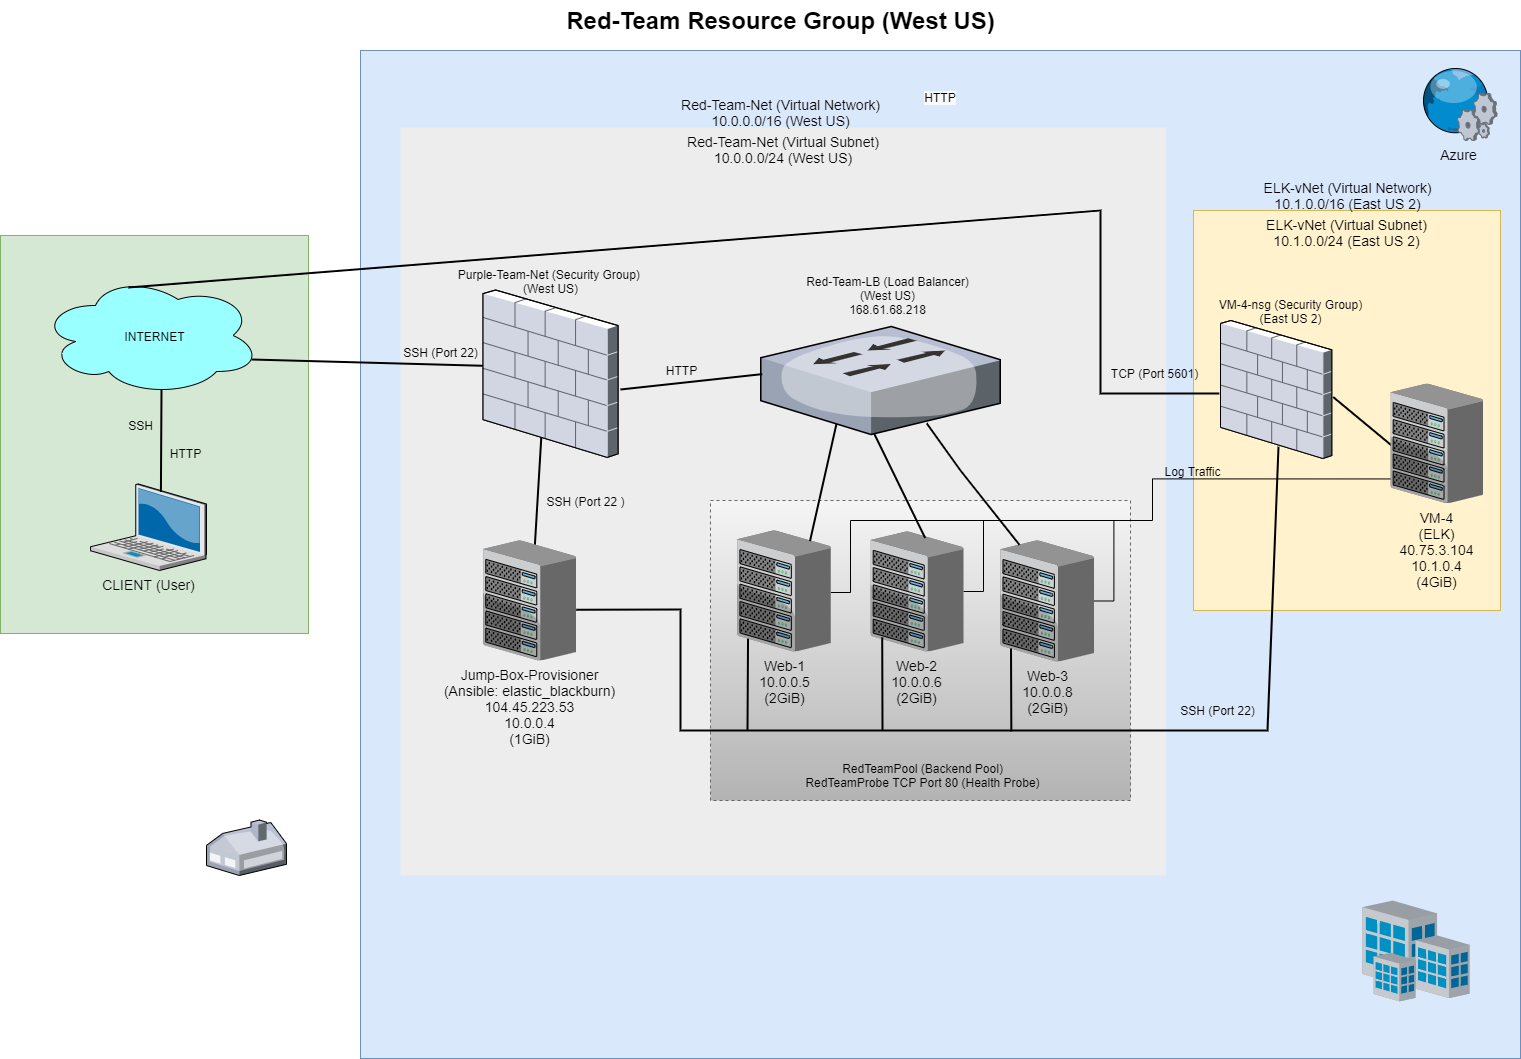 Red-Team Resource Group (West US)
HTTP
Red-Team-Net (Virtual Network)
10.0.0.0/16 (West US)
Red-Team-Net (Virtual Subnet)
10.0.0.0/24 (West US)
Azure
ELK-vNet (Virtual Network)
10.1.0.0/16 (East US 2)
ELK-vNet (Virtual Subnet)
10.1.0.0/24 (East US 2)
Purple-Team-Net (Security Group)
(West US)
Red-Team-LB (Load Balancer)
(West US)
168.61.68.218
VM-4-nsg (Security Group)
(East US 2)
INTERNET
SSH (Port 22)
HTTP
TCP (Port 5601)
SSH
HTTP
Log Traffic
SSH (Port 22 )
CLIENT (User)
VM-4
(ELK)
40.75.3.104
10.1.0.4
(4GiB)
Jump-Box-Provisioner
(Ansible: elastic_blackburn)
104.45.223.53
10.0.0.4
(1GiB)
Web-1
10.0.0.5
(2GiB)
Web-2
10.0.0.6
(2GiB)
Web-3
10.0.0.8
(2GiB)
SSH (Port 22)
RedTeamPool (Backend Pool)
RedTeamProbe TCP Port 80 (Health Probe)